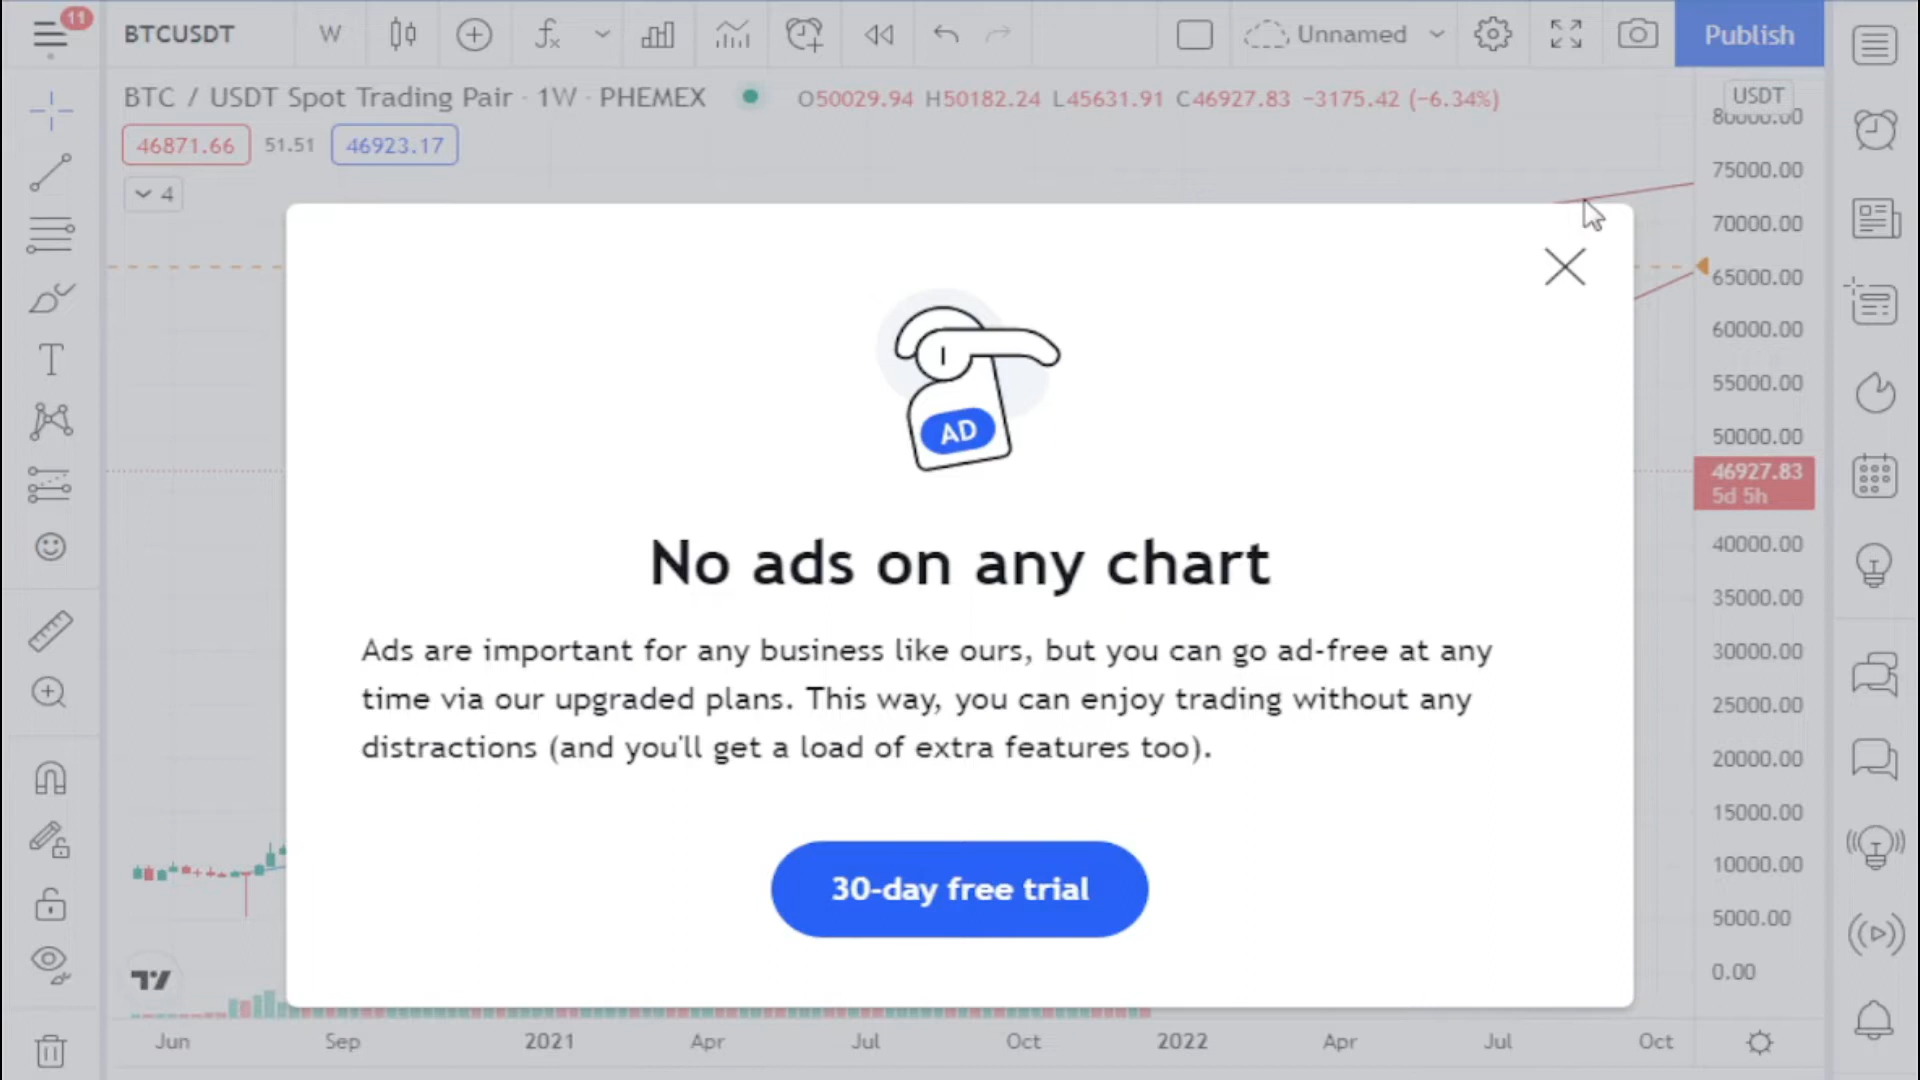 11
BTCUSDT
W
Unnamed
Publish
BTC / USDT Spot Trading Pair · 1W · PHEMEX
O50029.94 H50182.24 L45631.91 C46927.83 −3175.42 (−6.34%)
USDT
46871.66
51.51
46923.17
4
80000.00
75000.00
70000.00
65000.00
60000.00
55000.00
50000.00
46927.83
5d 5h
40000.00
35000.00
30000.00
25000.00
20000.00
15000.00
10000.00
5000.00
0.00
AD
No ads on any chart
Ads are important for any business like ours, but you can go ad-free at any
time via our upgraded plans. This way, you can enjoy trading without any
distractions (and you'll get a load of extra features too).
30-day free trial
Jun
Sep
2021
Apr
Jul
Oct
2022
Apr
Jul
Oct